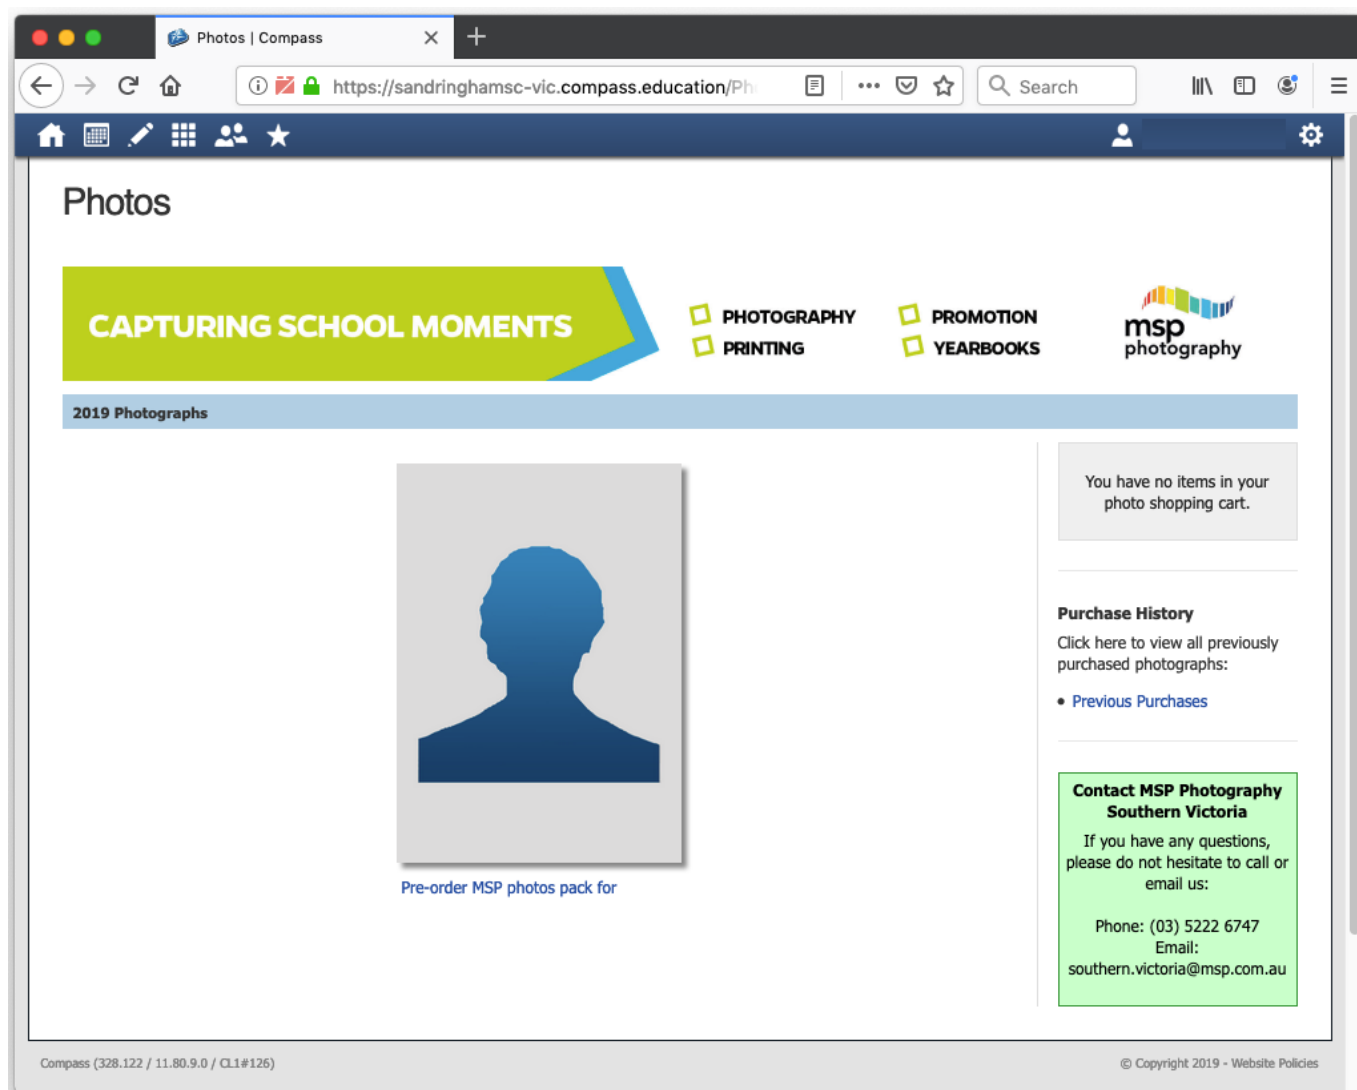 Photos | Compass
https://sandringhamsc-vic.compass.education/Ph
Search
Photos
CAPTURING SCHOOL MOMENTS
PHOTOGRAPHY
PROMOTION
PRINTING
YEARBOOKS
msp
photography
2019 Photographs
You have no items in your
photo shopping cart.
Purchase History
Click here to view all previously
purchased photographs:
Previous Purchases
Contact MSP Photography
Southern Victoria
If you have any questions,
please do not hesitate to call or
email us:
Phone: (03) 5222 6747
Email:
southern.victoria@msp.com.au
Pre-order MSP photos pack for
Compass (328.122 / 11.80.9.0 / CL1#126)
© Copyright 2019 - Website Policies